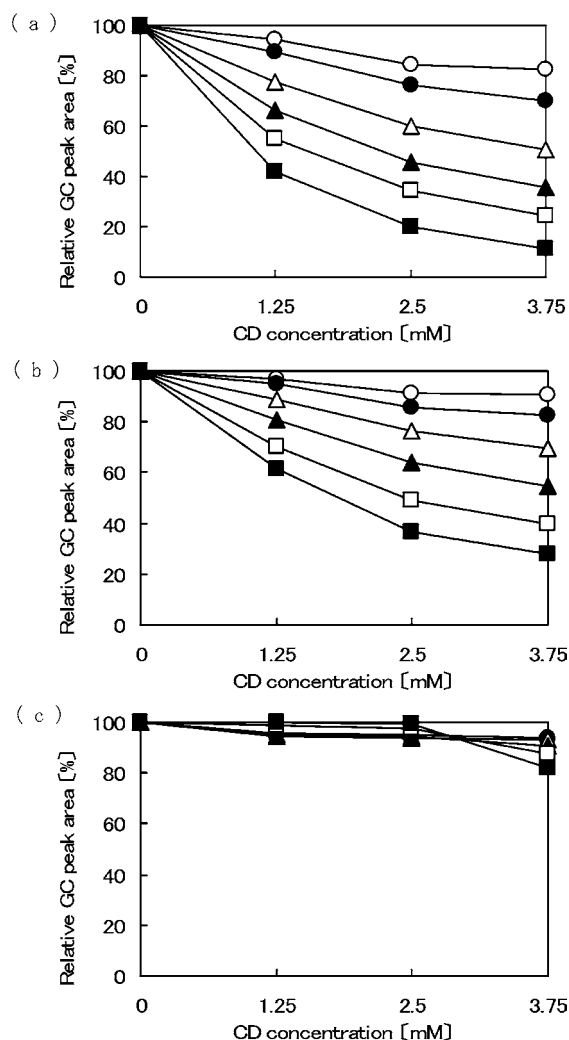 ( a )
100
80
60
40
20
0
Relative GC peak area [%]
0 1.25 2.5 3.75
CD concentration [mM]
( b )
100
80
60
40
20
0
Relative GC peak area [%]
0 1.25 2.5 3.75
CD concentration [mM]
( c )
100
80
60
40
20
0
Relative GC peak area [%]
0 1.25 2.5 3.75
CD concentration [mM]